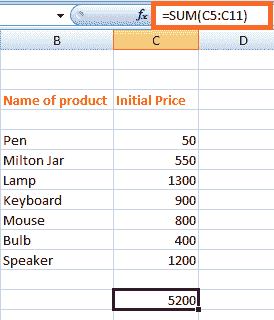 fx =SUM(C5:C11)
B C D
Name of product Initial Price
Pen 50
Milton Jar 550
Lamp 1300
Keyboard 900
Mouse 800
Bulb 400
Speaker 1200
5200